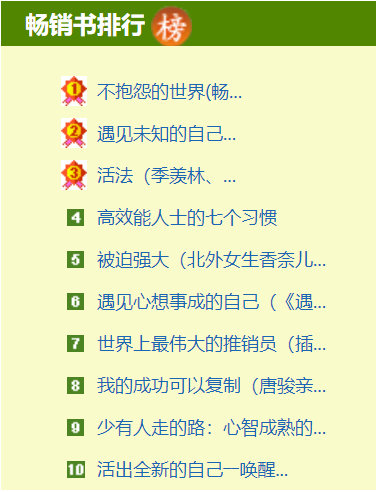 畅销书排行 榜
1 不抱怨的世界(畅...
2 遇见未知的自己...
3 活法（季羡林、...
4 高效能人士的七个习惯
5 被迫强大（北外女生香奈儿...
6 遇见心想事成的自己（《遇...
7 世界上最伟大的推销员（插...
8 我的成功可以复制（唐骏亲...
9 少有人走的路：心智成熟的...
10 活出全新的自己一唤醒...